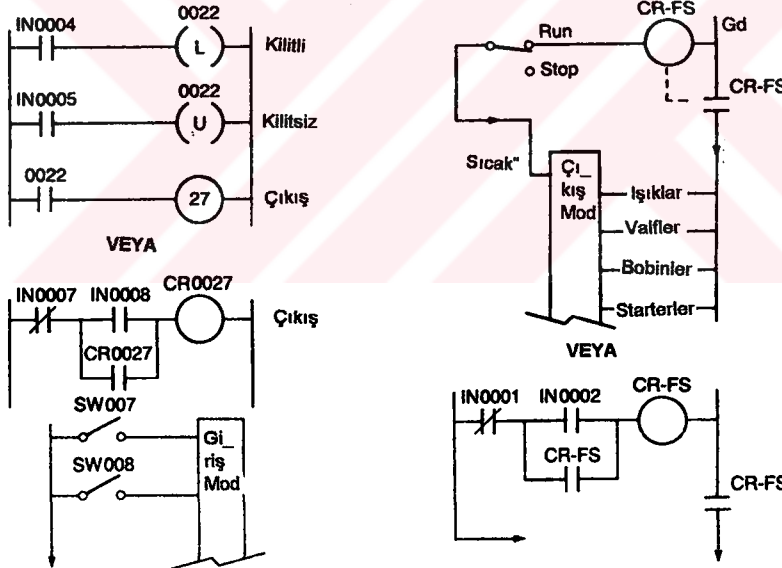 0022
IN0004
L
Kilitli
0022
IN0005
U
Kilitsiz
0022
27
Çıkış
VEYA
CR0027
IN0007 IN0008
Çıkış
CR0027
SW007
SW008
Gi_
riş
Mod
CR-FS
Gd
Run
Stop
CR-FS
Sıcak"
Çı_
kış
Mod
Işıklar
Valfler
Bobinler
Starterler
VEYA
CR-FS
IN0001 IN0002
CR-FS
CR-FS